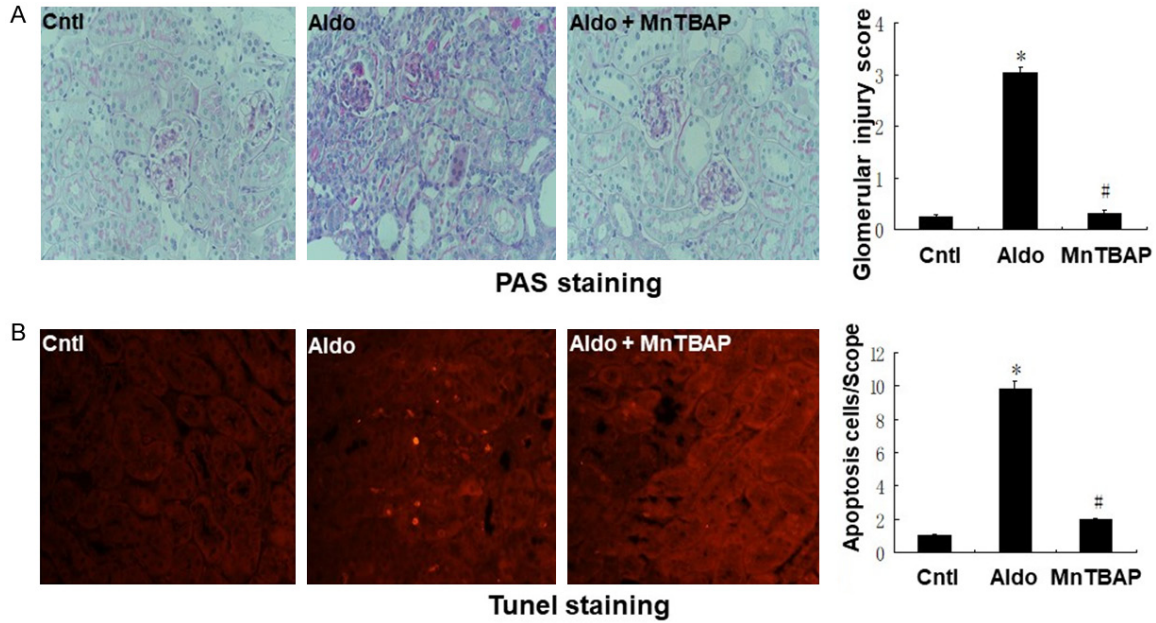 A
Cntl
Aldo
Aldo + MnTBAP
PAS staining
Glomerular injury score
4
3
2
1
0
*
#
Cntl
Aldo
MnTBAP
B
Cntl
Aldo
Aldo + MnTBAP
Tunel staining
Apoptosis cells/Scope
12
10
8
6
4
2
0
*
#
Cntl
Aldo
MnTBAP